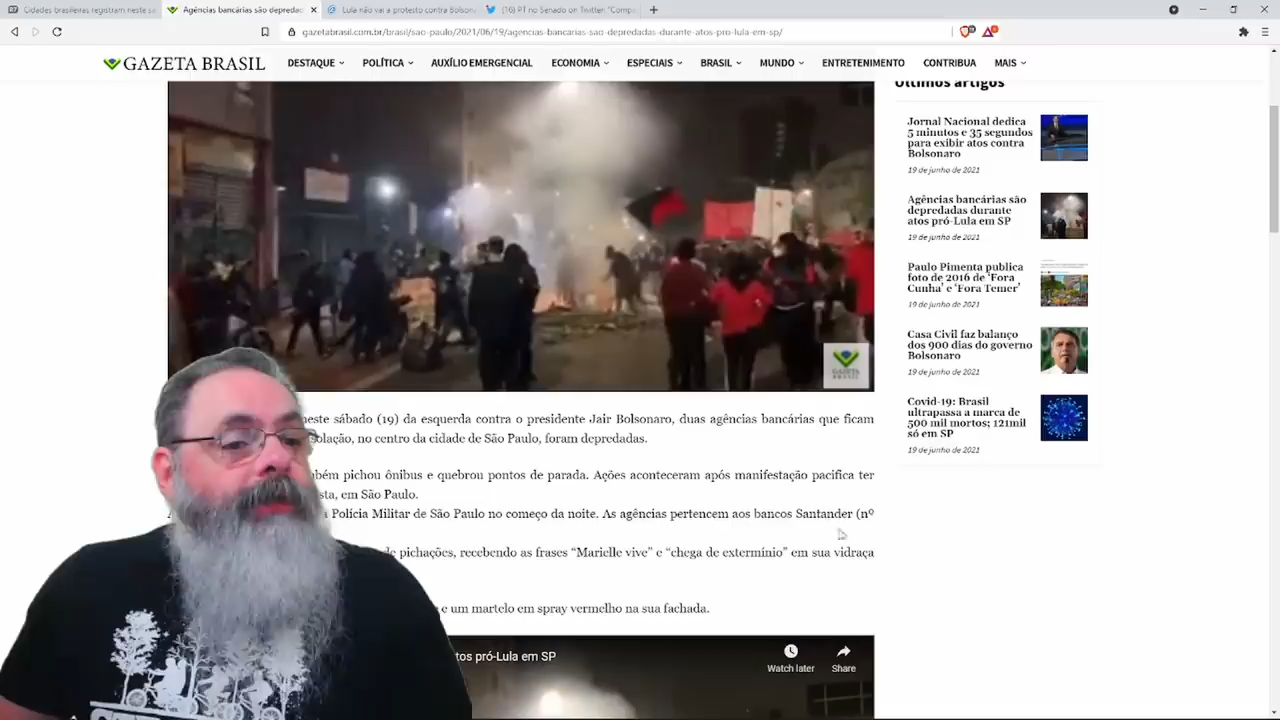 Cidades brasileiras registram neste sá
Agências bancárias são depredad
Lula não vai a protesto contra Bolson
(16) PT no Senado on Twitter: "Comp
gazetabrasil.com.br/brasil/sao-paulo/2021/06/19/agencias-bancarias-sao-depredadas-durante-atos-pro-lula-em-sp/
GAZETA BRASIL
DESTAQUE POLÍTICA AUXÍLIO EMERGENCIAL ECONOMIA ESPECIAIS BRASIL MUNDO ENTRETENIMENTO CONTRIBUA MAIS
Últimos artigos
Jornal Nacional dedica
5 minutos e 35 segundos
para exibir atos contra
Bolsonaro
19 de junho de 2021
Agências bancárias são
depredadas durante
atos pró-Lula em SP
19 de junho de 2021
Paulo Pimenta publica
foto de 2016 de 'Fora
Cunha' e 'Fora Temer'
19 de junho de 2021
Casa Civil faz balanço
dos 900 dias do governo
Bolsonaro
19 de junho de 2021
Covid-19: Brasil
ultrapassa a marca de
500 mil mortos; 121mil
só em SP
19 de junho de 2021
GAZETA
BRASIL
neste sábado (19) da esquerda contra o presidente Jair Bolsonaro, duas agências bancárias que ficam
solação, no centro da cidade de São Paulo, foram depredadas.
bém pichou ônibus e quebrou pontos de parada. Ações aconteceram após manifestação pacífica ter
sta, em São Paulo.
A a Polícia Militar de São Paulo no começo da noite. As agências pertencem aos bancos Santander (nº
de pichações, recebendo as frases "Marielle vive" e "chega de extermínio" em sua vidraça
e um martelo em spray vermelho na sua fachada.
tos pró-Lula em SP
Watch later
Share